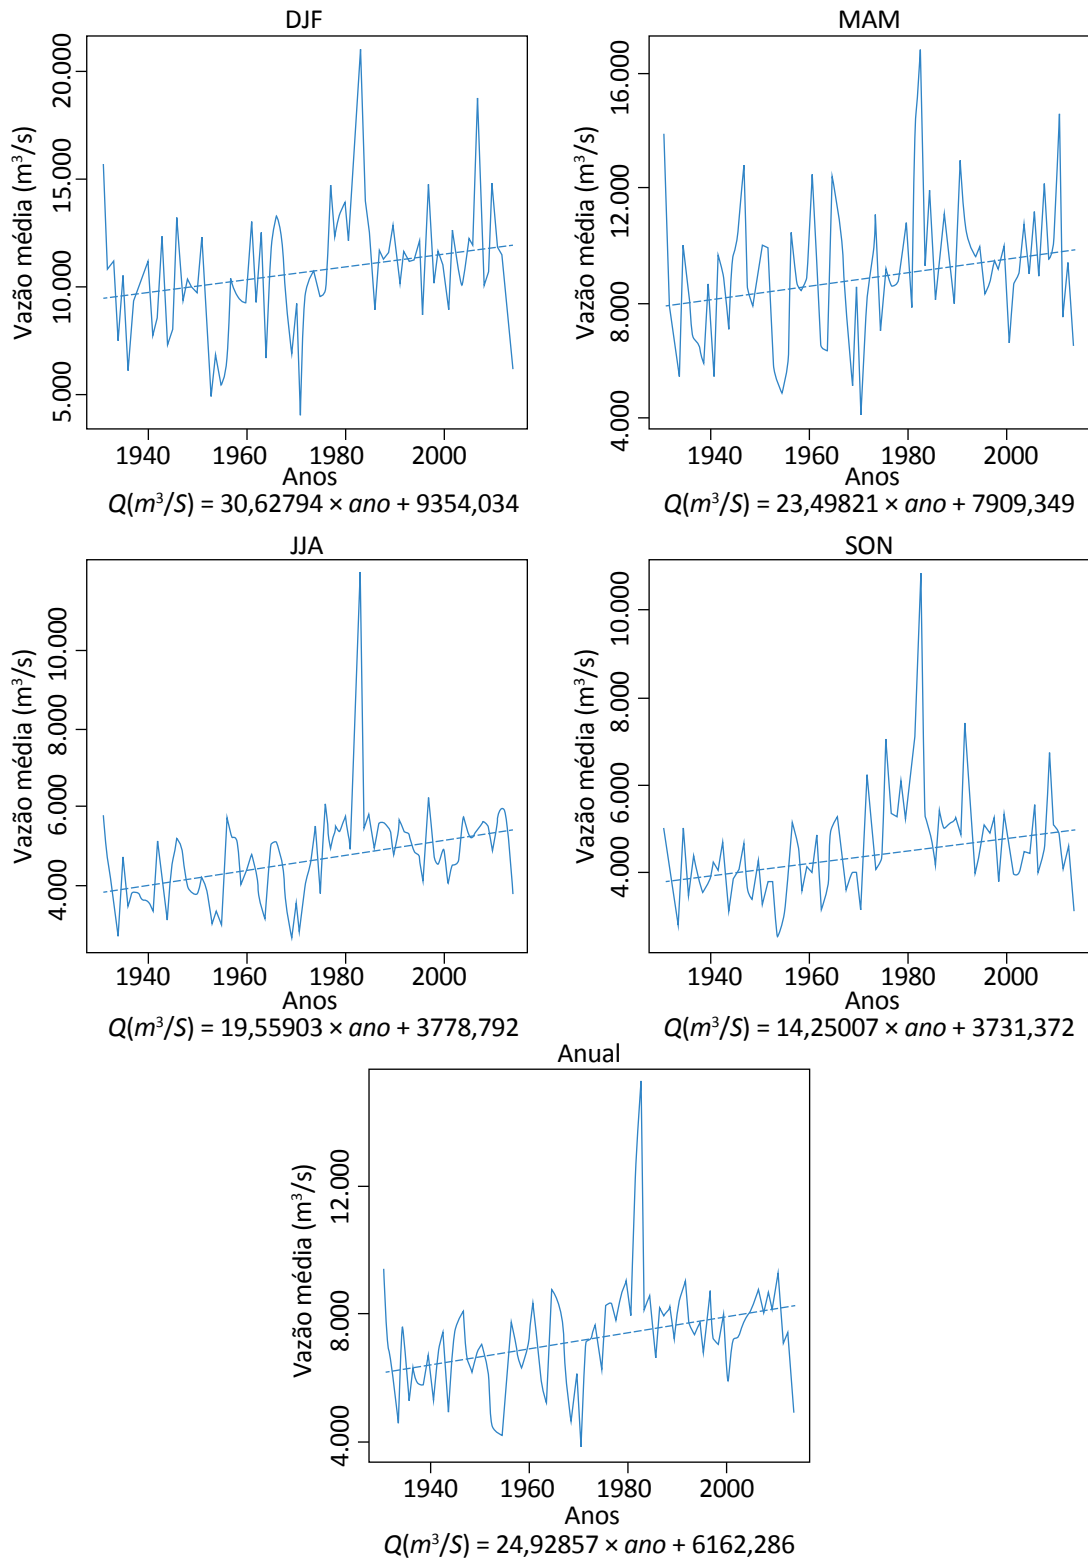 DJF
Vazão média (m³/s)
20.000
15.000
10.000
5.000
1940 1960 1980 2000
Anos
Q(m³/S) = 30,62794 × ano + 9354,034
MAM
Vazão média (m³/s)
16.000
12.000
8.000
4.000
1940 1960 1980 2000
Anos
Q(m³/S) = 23,49821 × ano + 7909,349
JJA
Vazão média (m³/s)
10.000
8.000
6.000
4.000
1940 1960 1980 2000
Anos
Q(m³/S) = 19,55903 × ano + 3778,792
SON
Vazão média (m³/s)
10.000
8.000
6.000
4.000
1940 1960 1980 2000
Anos
Q(m³/S) = 14,25007 × ano + 3731,372
Anual
Vazão média (m³/s)
12.000
8.000
4.000
1940 1960 1980 2000
Anos
Q(m³/S) = 24,92857 × ano + 6162,286